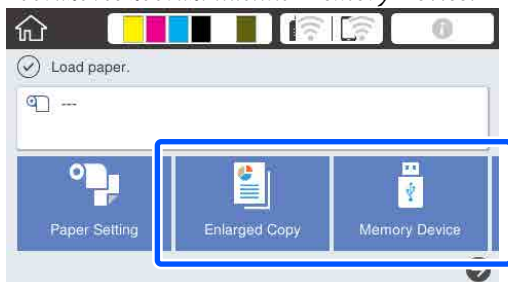 Load paper.
---
Paper Setting
Enlarged Copy
Memory Device